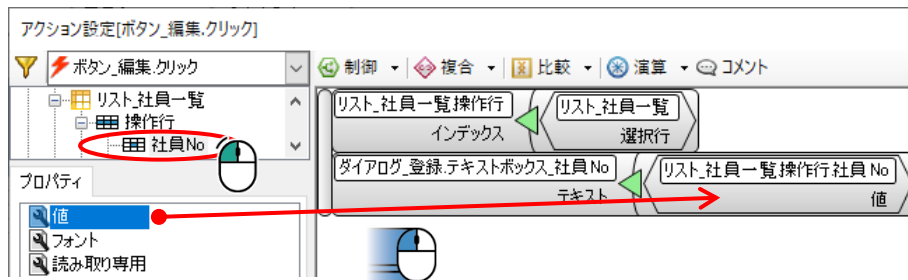 アクション設定[ボタン_編集.クリック]
ボタン_編集.クリック
制御 複合 比較 演算 コメント
リスト_社員一覧
操作行
社員No
プロパティ
値
フォント
読み取り専用
リスト_社員一覧操作行 リスト_社員一覧
インデックス 選択行
ダイアログ_登録.テキストボックス_社員No リスト_社員一覧操作行社員No
テキスト 値